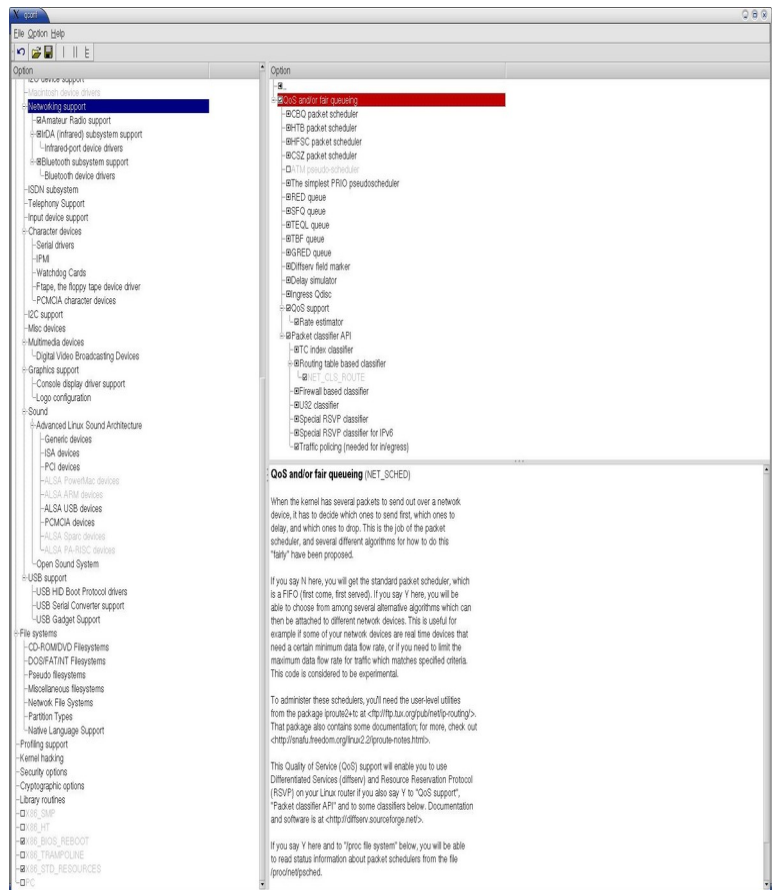 qconf
File Option Help
Option
I2O device support
Macintosh device drivers
Networking support
Amateur Radio support
IrDA (infrared) subsystem support
Infrared-port device drivers
Bluetooth subsystem support
Bluetooth device drivers
ISDN subsystem
Telephony Support
Input device support
Character devices
Serial drivers
IPMI
Watchdog Cards
Ftape, the floppy tape device driver
PCMCIA character devices
I2C support
Misc devices
Multimedia devices
Digital Video Broadcasting Devices
Graphics support
Console display driver support
Logo configuration
Sound
Advanced Linux Sound Architecture
Generic devices
ISA devices
PCI devices
ALSA PowerMac devices
ALSA ARM devices
ALSA USB devices
PCMCIA devices
ALSA Sparc devices
ALSA PA-RISC devices
Open Sound System
USB support
USB HID Boot Protocol drivers
USB Serial Converter support
USB Gadget Support
File systems
CD-ROM/DVD Filesystems
DOS/FAT/NT Filesystems
Pseudo filesystems
Miscellaneous filesystems
Network File Systems
Partition Types
Native Language Support
Profiling support
Kernel hacking
Security options
Cryptographic options
Library routines
X86_SMP
X86_HT
X86_BIOS_REBOOT
X86_TRAMPOLINE
X86_STD_RESOURCES
PC
Option
..
QoS and/or fair queueing
CBQ packet scheduler
HTB packet scheduler
HFSC packet scheduler
CSZ packet scheduler
ATM pseudo-scheduler
The simplest PRIO pseudoscheduler
RED queue
SFQ queue
TEQL queue
TBF queue
GRED queue
Diffserv field marker
Delay simulator
Ingress Qdisc
QoS support
Rate estimator
Packet classifier API
TC index classifier
Routing table based classifier
NET_CLS_ROUTE
Firewall based classifier
U32 classifier
Special RSVP classifier
Special RSVP classifier for IPv6
Traffic policing (needed for in/egress)
QoS and/or fair queueing (NET_SCHED)
When the kernel has several packets to send out over a network
device, it has to decide which ones to send first, which ones to
delay, and which ones to drop. This is the job of the packet
scheduler, and several different algorithms for how to do this
"fairly" have been proposed.
If you say N here, you will get the standard packet scheduler, which
is a FIFO (first come, first served). If you say Y here, you will be
able to choose from among several alternative algorithms which can
then be attached to different network devices. This is useful for
example if some of your network devices are real time devices that
need a certain minimum data flow rate, or if you need to limit the
maximum data flow rate for traffic which matches specified criteria.
This code is considered to be experimental.
To administer these schedulers, you'll need the user-level utilities
from the package iproute2+tc at <ftp://ftp.tux.org/pub/net/ip-routing/>.
That package also contains some documentation; for more, check out
<http://snafu.freedom.org/linux2.2/iproute-notes.html>.
This Quality of Service (QoS) support will enable you to use
Differentiated Services (diffserv) and Resource Reservation Protocol
(RSVP) on your Linux router if you also say Y to "QoS support",
"Packet classifier API" and to some classifiers below. Documentation
and software is at <http://diffserv.sourceforge.net/>.
If you say Y here and to "/proc file system" below, you will be able
to read status information about packet schedulers from the file
/proc/net/psched.